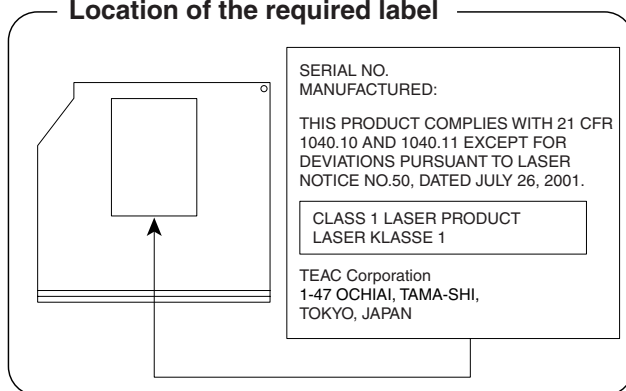 Location of the required label
SERIAL NO.
MANUFACTURED:
THIS PRODUCT COMPLIES WITH 21 CFR
1040.10 AND 1040.11 EXCEPT FOR
DEVIATIONS PURSUANT TO LASER
NOTICE NO.50, DATED JULY 26, 2001.
CLASS 1 LASER PRODUCT
LASER KLASSE 1
TEAC Corporation
1-47 OCHIAI, TAMA-SHI,
TOKYO, JAPAN